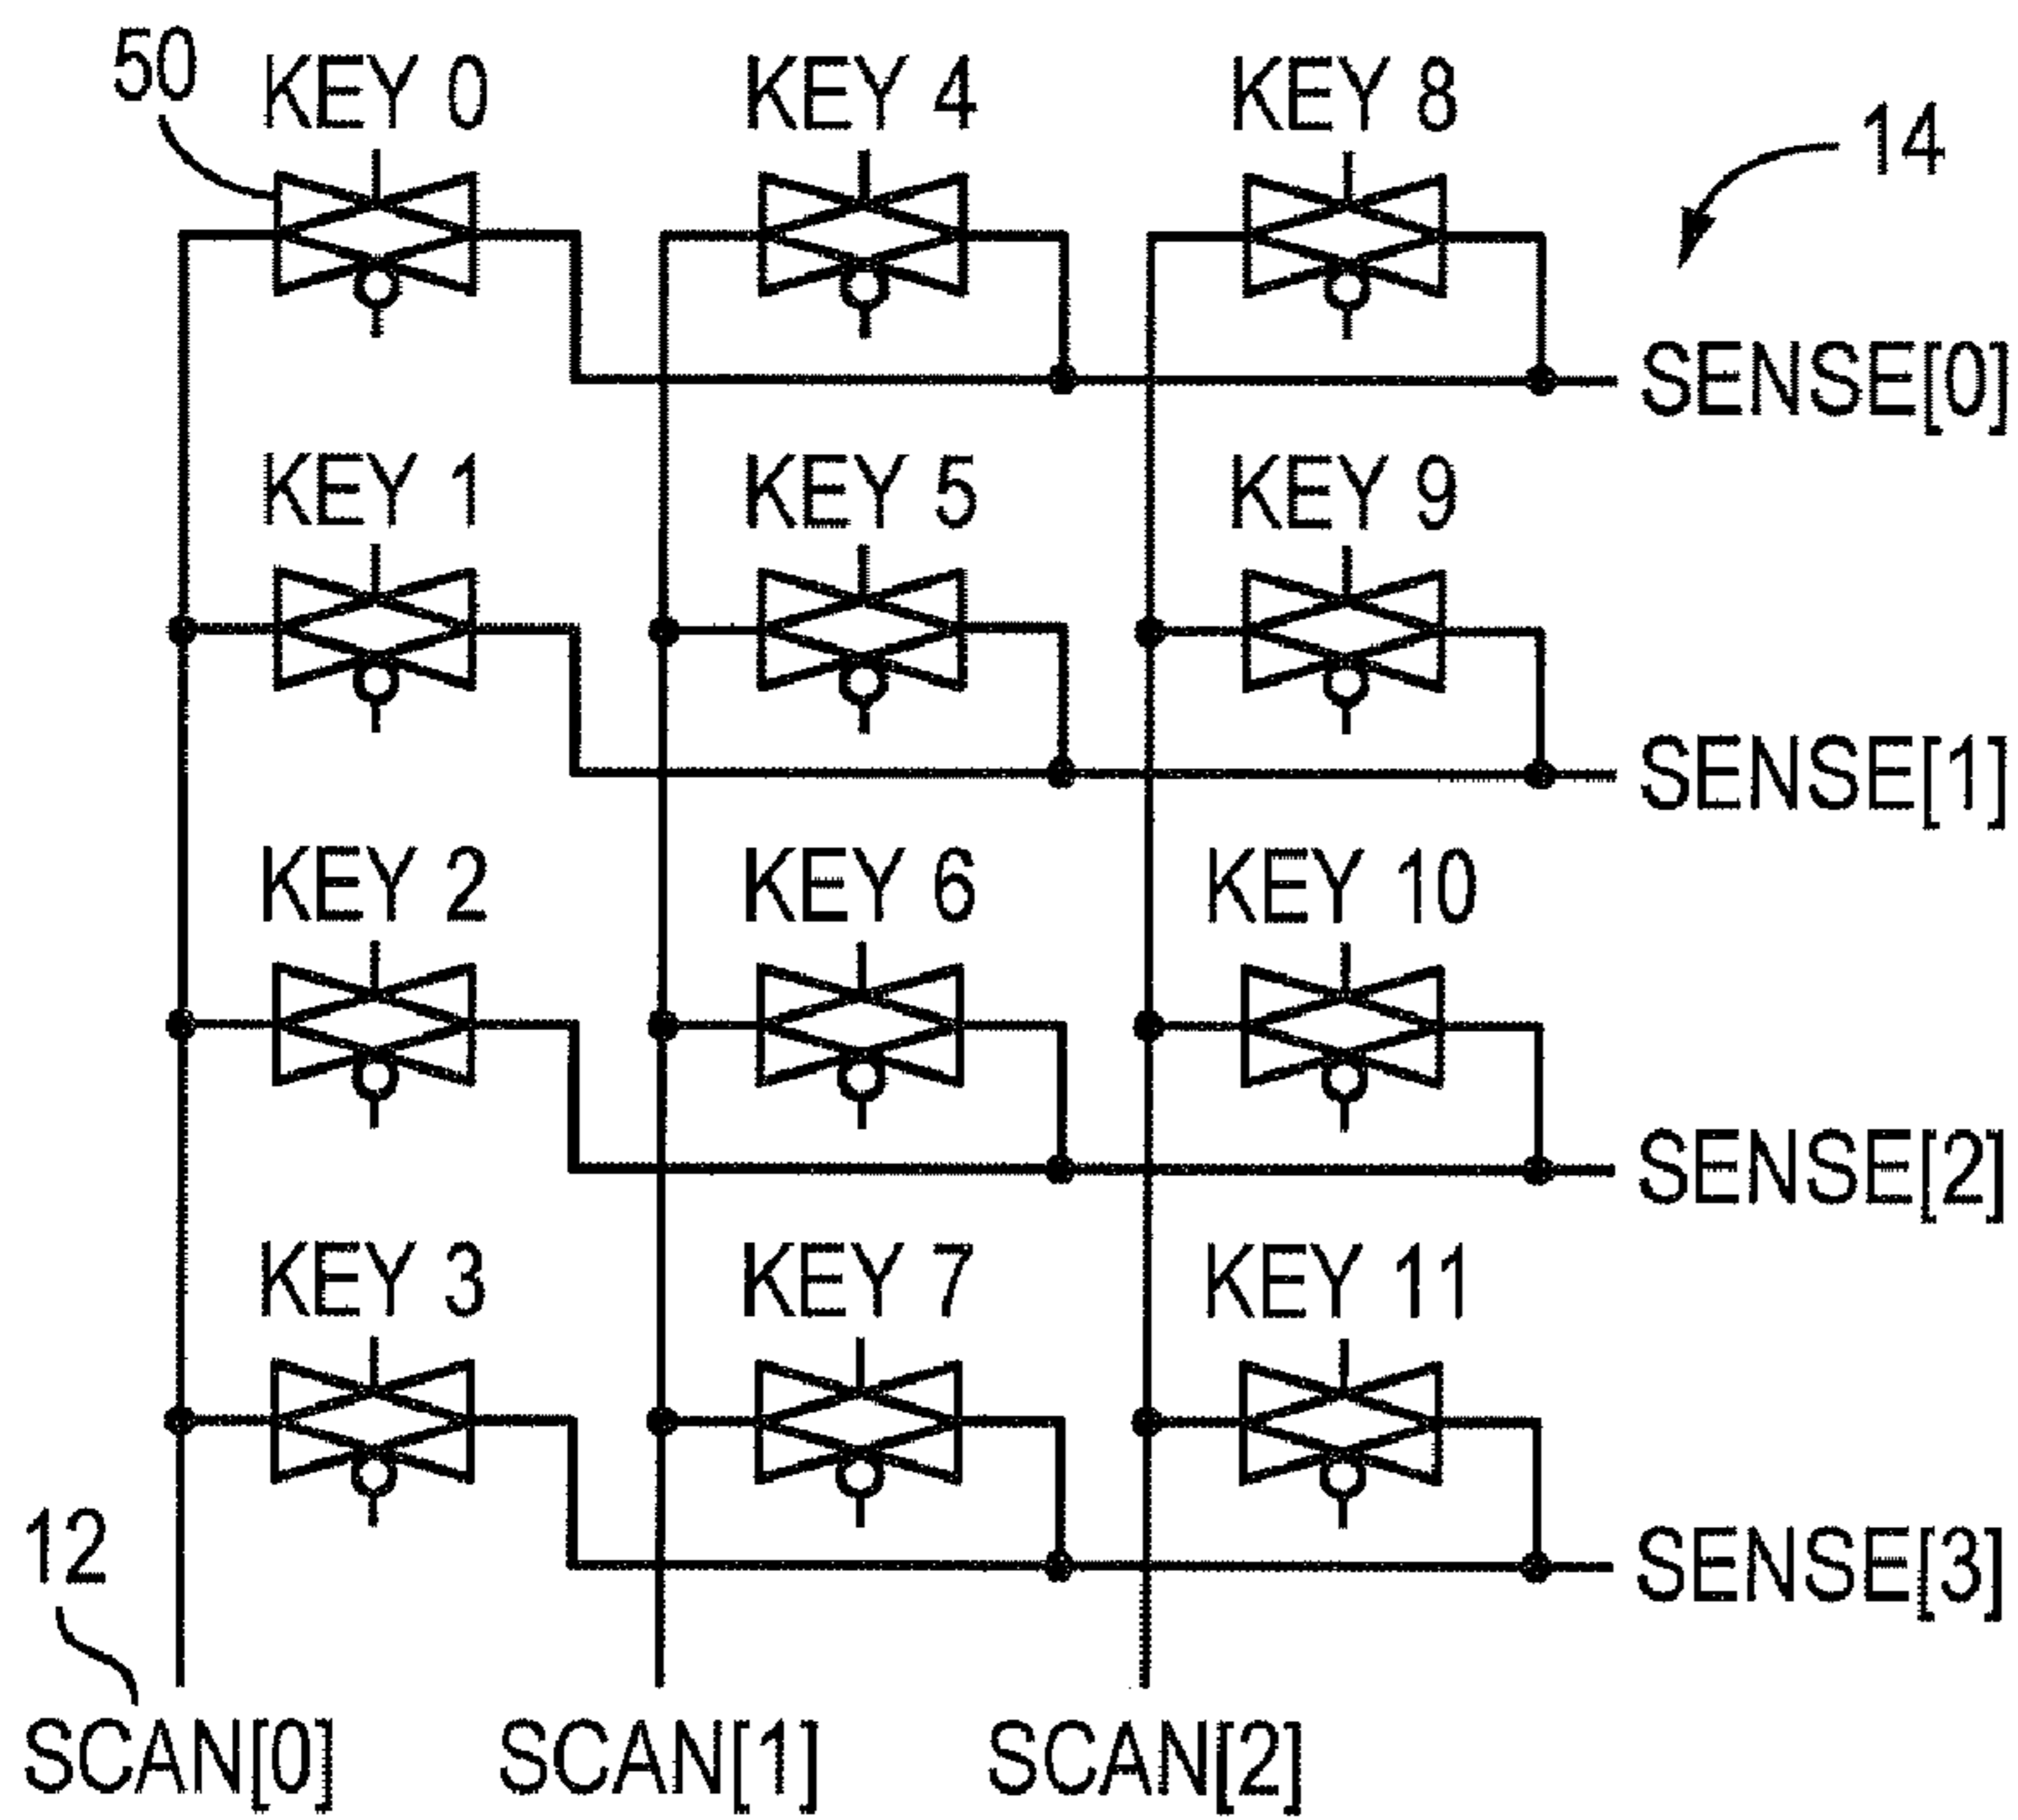 50
KEY 0 KEY 4 KEY 8
14
SENSE[0]
KEY 1 KEY 5 KEY 9
SENSE[1]
KEY 2 KEY 6 KEY 10
SENSE[2]
KEY 3 KEY 7 KEY 11
SENSE[3]
12
SCAN[0] SCAN[1] SCAN[2]